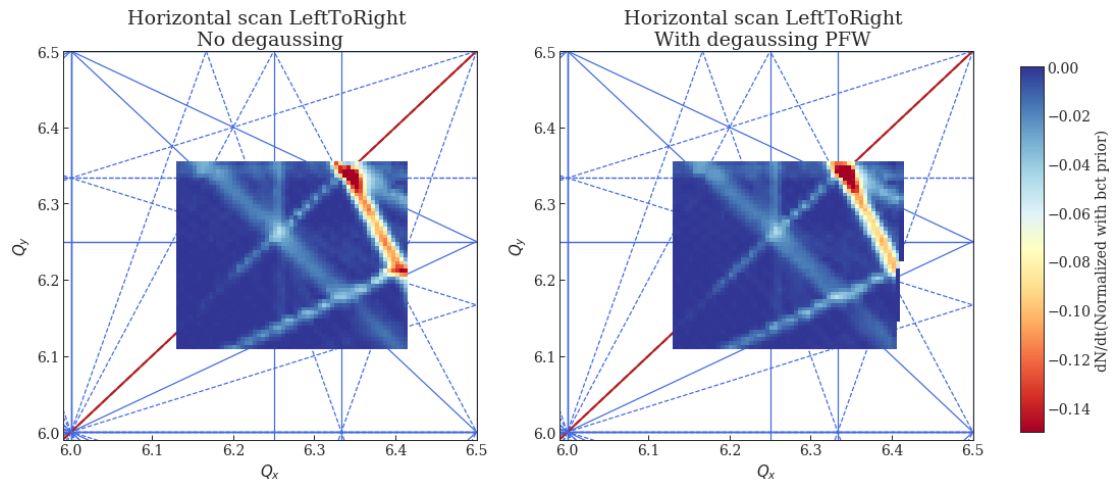 Horizontal scan LeftToRight
No degaussing
6.5
6.4
6.3
6.2
6.1
6.0
Qy
6.0 6.1 6.2 6.3 6.4 6.5
Qx
Horizontal scan LeftToRight
With degaussing PFW
6.5
6.4
6.3
6.2
6.1
6.0
Qy
6.0 6.1 6.2 6.3 6.4 6.5
Qx
0.00
−0.02
−0.04
−0.06
−0.08
−0.10
−0.12
−0.14
dN/dt(Normalized with bct prior)